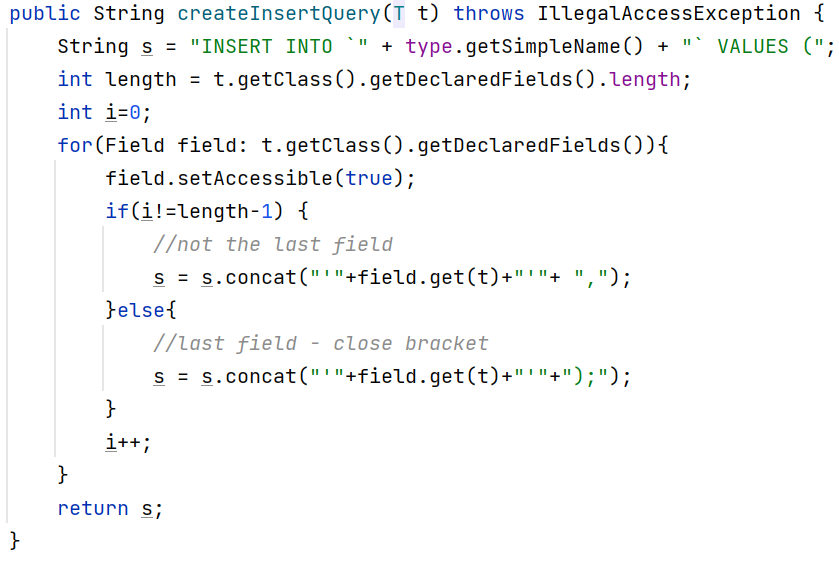 public String createInsertQuery(T t) throws IllegalAccessException {
    String s = "INSERT INTO `" + type.getSimpleName() + "` VALUES (";
    int length = t.getClass().getDeclaredFields().length;
    int i=0;
    for(Field field: t.getClass().getDeclaredFields()){
        field.setAccessible(true);
        if(i!=length-1) {
            //not the last field
            s = s.concat("'"+field.get(t)+"'"+ ",");
        }else{
            //last field - close bracket
            s = s.concat("'"+field.get(t)+"'"+");");
        }
        i++;
    }
    return s;
}